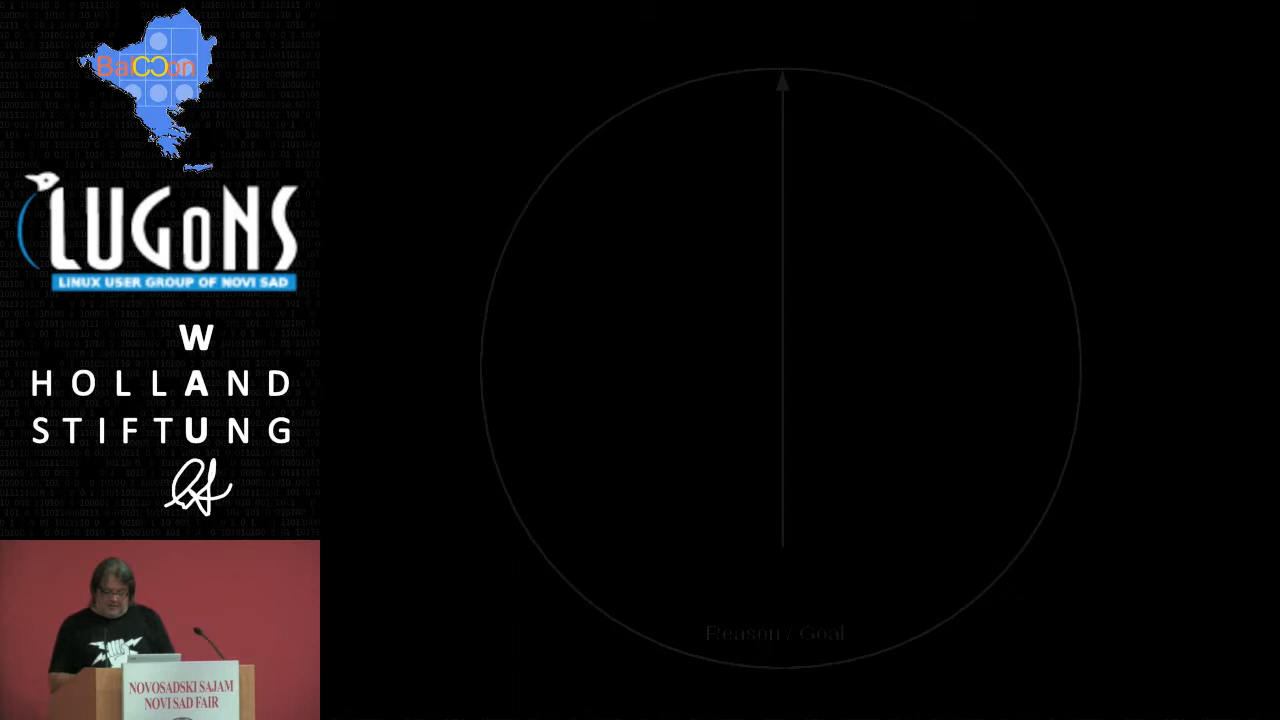 BalCCon
LUGONS
LINUX USER GROUP OF NOVI SAD
W
HOLLAND
STIFTUNG
Reason / Goal
NOVOSADSKI SAJAM
NOVI SAD FAIR